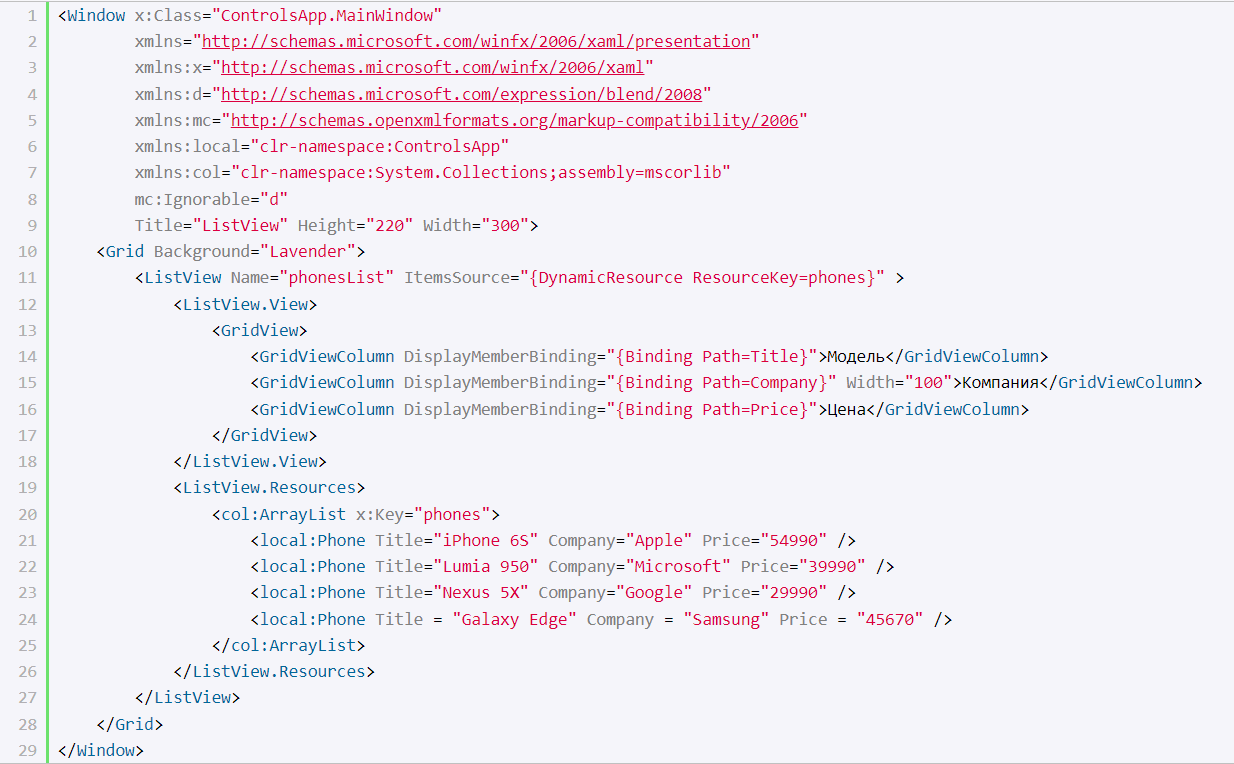 1 <Window x:Class="ControlsApp.MainWindow"
2 xmlns="http://schemas.microsoft.com/winfx/2006/xaml/presentation"
3 xmlns:x="http://schemas.microsoft.com/winfx/2006/xaml"
4 xmlns:d="http://schemas.microsoft.com/expression/blend/2008"
5 xmlns:mc="http://schemas.openxmlformats.org/markup-compatibility/2006"
6 xmlns:local="clr-namespace:ControlsApp"
7 xmlns:col="clr-namespace:System.Collections;assembly=mscorlib"
8 mc:Ignorable="d"
9 Title="ListView" Height="220" Width="300">
10 <Grid Background="Lavender">
11 <ListView Name="phonesList" ItemsSource="{DynamicResource ResourceKey=phones}" >
12 <ListView.View>
13 <GridView>
14 <GridViewColumn DisplayMemberBinding="{Binding Path=Title}">Модель</GridViewColumn>
15 <GridViewColumn DisplayMemberBinding="{Binding Path=Company}" Width="100">Компания</GridViewColumn>
16 <GridViewColumn DisplayMemberBinding="{Binding Path=Price}">Цена</GridViewColumn>
17 </GridView>
18 </ListView.View>
19 <ListView.Resources>
20 <col:ArrayList x:Key="phones">
21 <local:Phone Title="iPhone 6S" Company="Apple" Price="54990" />
22 <local:Phone Title="Lumia 950" Company="Microsoft" Price="39990" />
23 <local:Phone Title="Nexus 5X" Company="Google" Price="29990" />
24 <local:Phone Title = "Galaxy Edge" Company = "Samsung" Price = "45670" />
25 </col:ArrayList>
26 </ListView.Resources>
27 </ListView>
28 </Grid>
29 </Window>